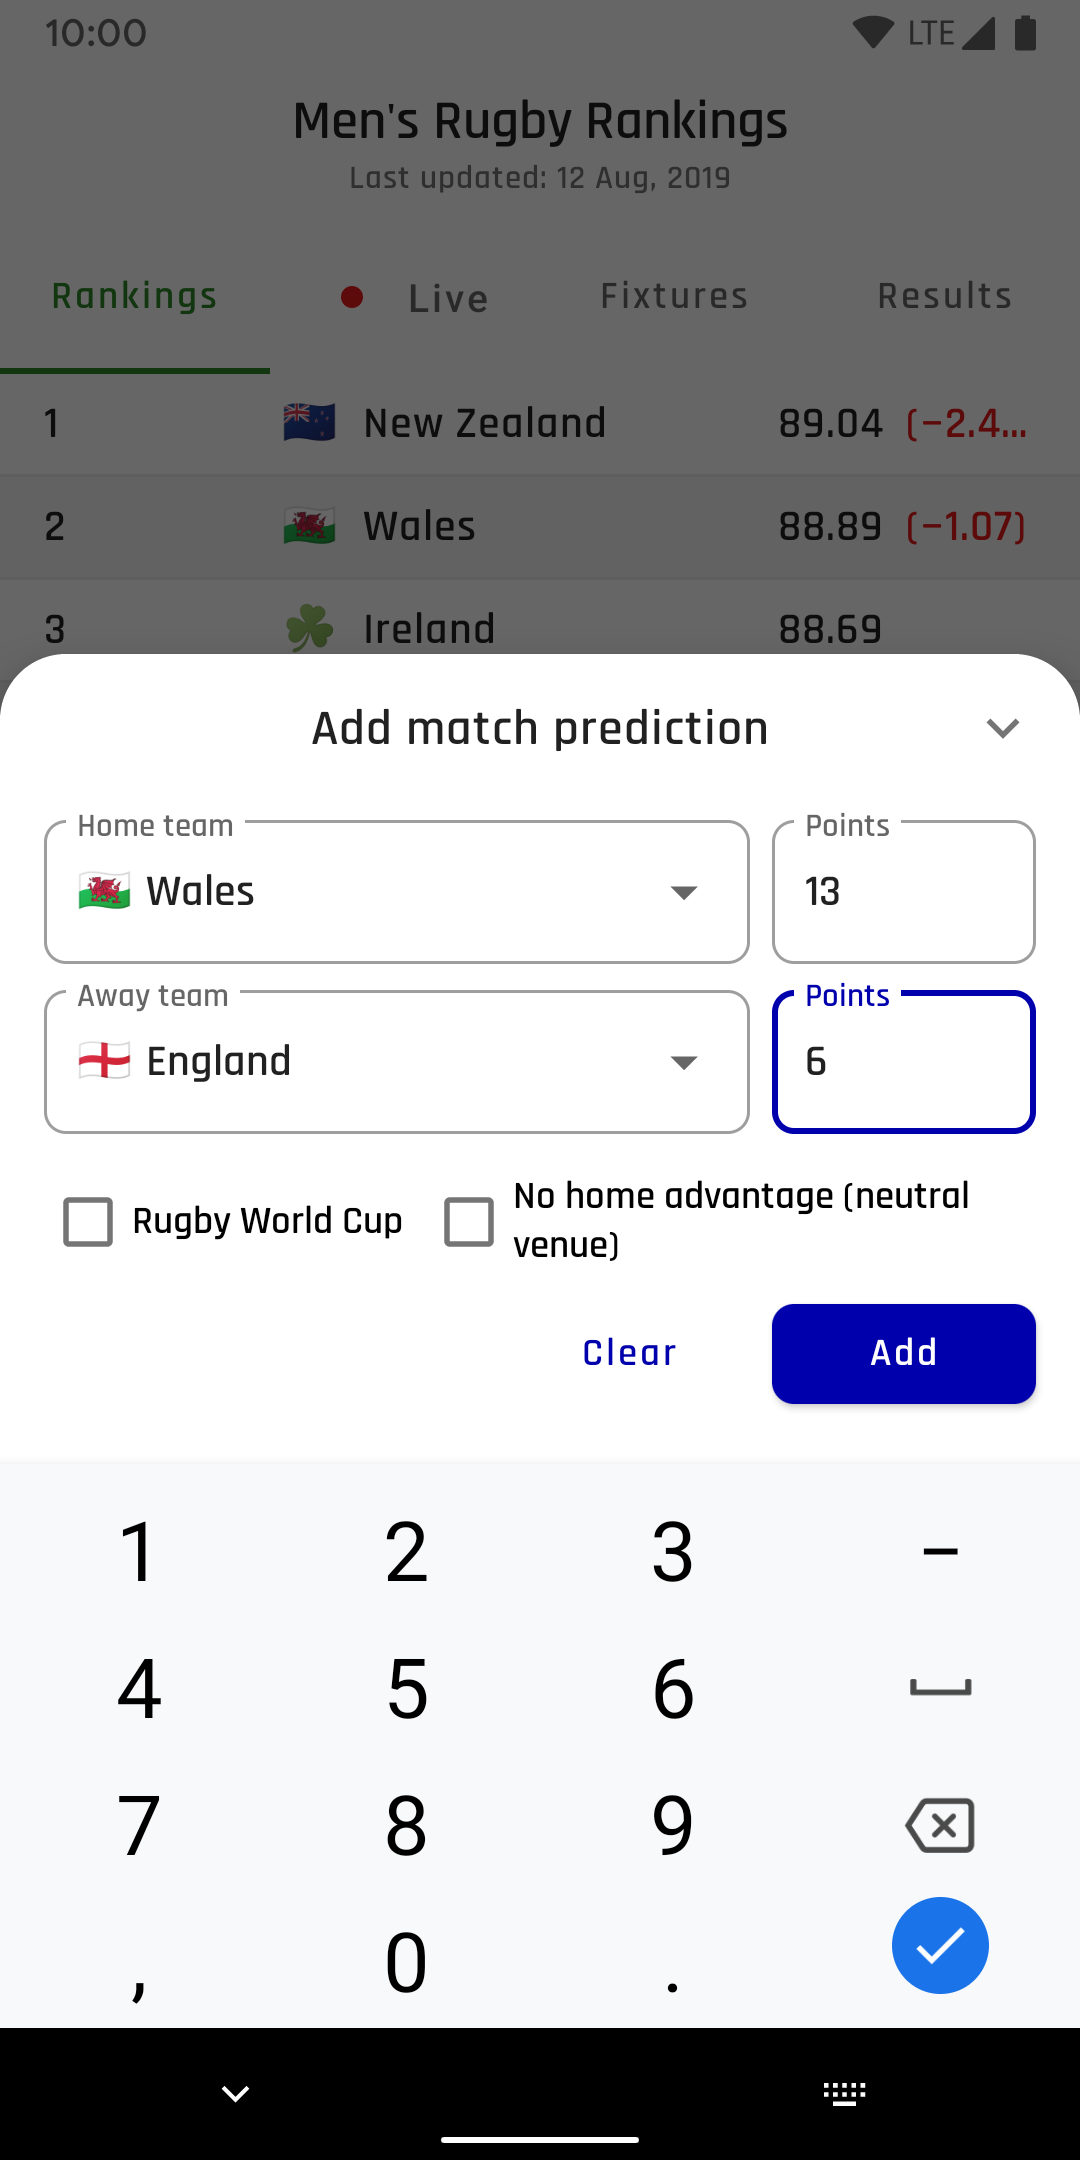 10:00 LTE
Men's Rugby Rankings
Last updated: 12 Aug, 2019
Rankings Live Fixtures Results
1 New Zealand 89.04 (−2.4...
2 Wales 88.89 (−1.07)
3 Ireland 88.69
Add match prediction
Home team Points
Wales 13
Away team Points
England 6
Rugby World Cup
No home advantage (neutral
venue)
Clear Add
1 2 3 −
4 5 6
7 8 9
, 0 .